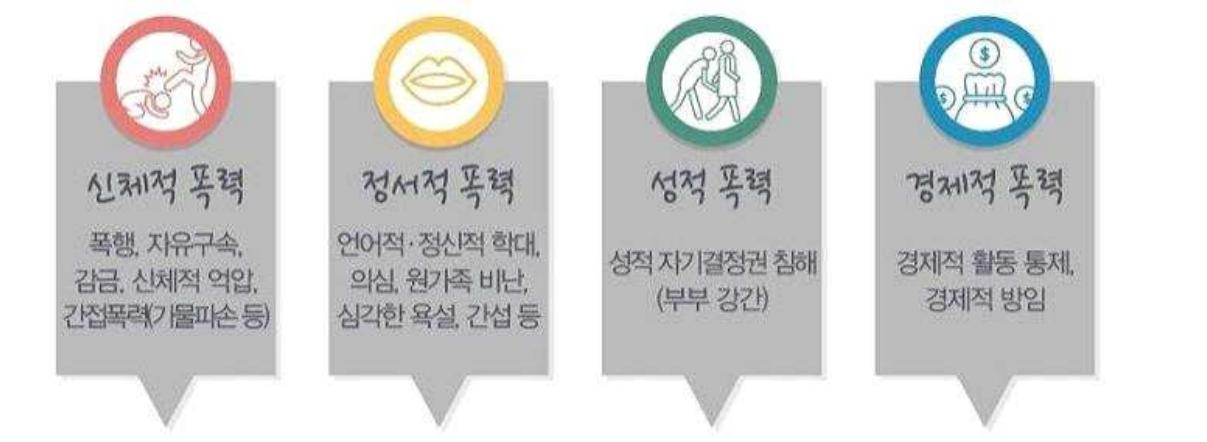 신체적 폭력
폭행, 자유구속,
감금, 신체적 억압,
간접폭력(기물파손 등)
정서적 폭력
언어적·정신적 학대,
의심, 원가족 비난,
심각한 욕설, 간섭 등
성적 폭력
성적 자기결정권 침해
(부부 강간)
경제적 폭력
경제적 활동 통제,
경제적 방임
$
$
$